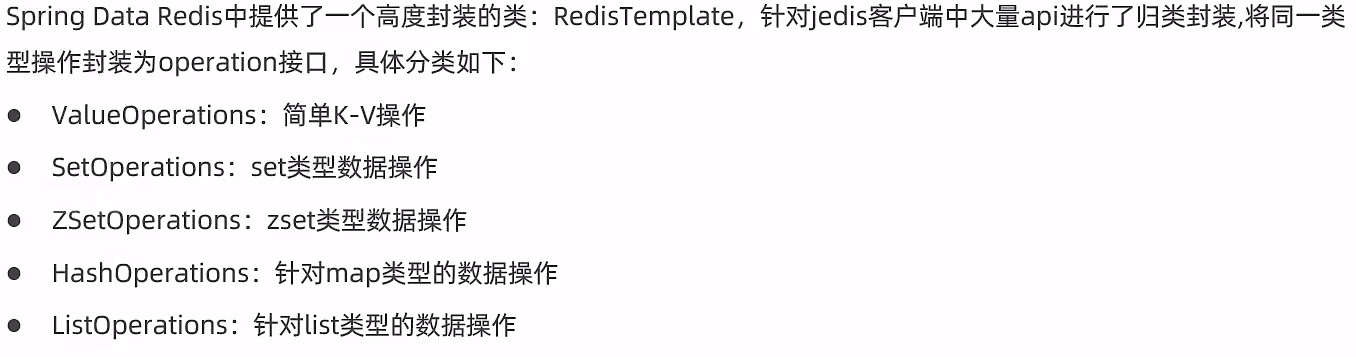 Spring Data Redis中提供了一个高度封装的类：RedisTemplate，针对jedis客户端中大量api进行了归类封装,将同一类
型操作封装为operation接口，具体分类如下：
● ValueOperations：简单K-V操作
● SetOperations：set类型数据操作
● ZSetOperations：zset类型数据操作
● HashOperations：针对map类型的数据操作
● ListOperations：针对list类型的数据操作